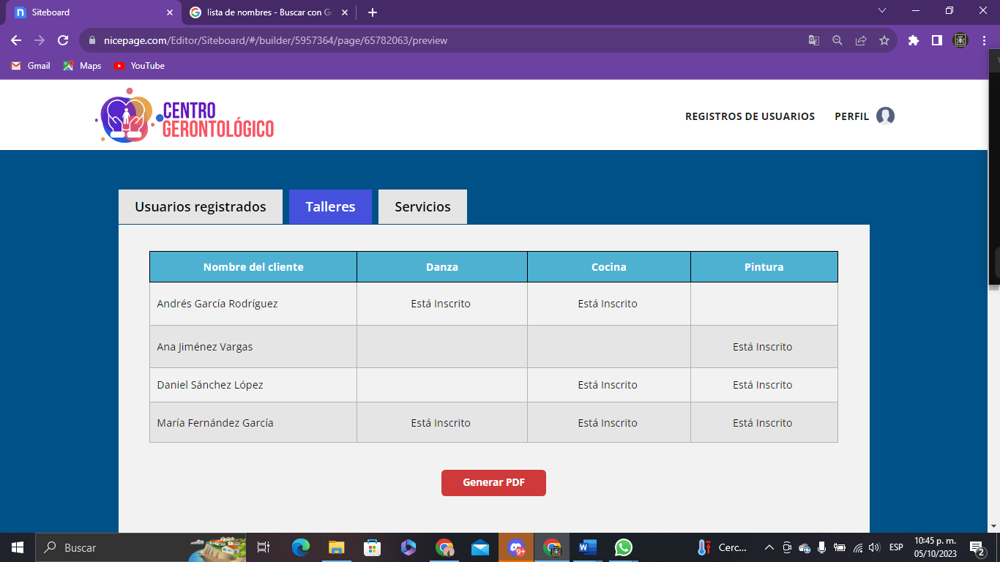 Siteboard
lista de nombres - Buscar con Go
nicepage.com/Editor/Siteboard/#/builder/5957364/page/65782063/preview
Gmail Maps YouTube
CENTRO
GERONTOLÓGICO
REGISTROS DE USUARIOS PERFIL
Usuarios registrados Talleres Servicios
Nombre del cliente Danza Cocina Pintura
Andrés García Rodríguez Está Inscrito Está Inscrito
Ana Jiménez Vargas Está Inscrito
Daniel Sánchez López Está Inscrito Está Inscrito
María Fernández García Está Inscrito Está Inscrito Está Inscrito
Generar PDF
Buscar 9+ Cerc... ESP 10:45 p. m.
05/10/2023 2